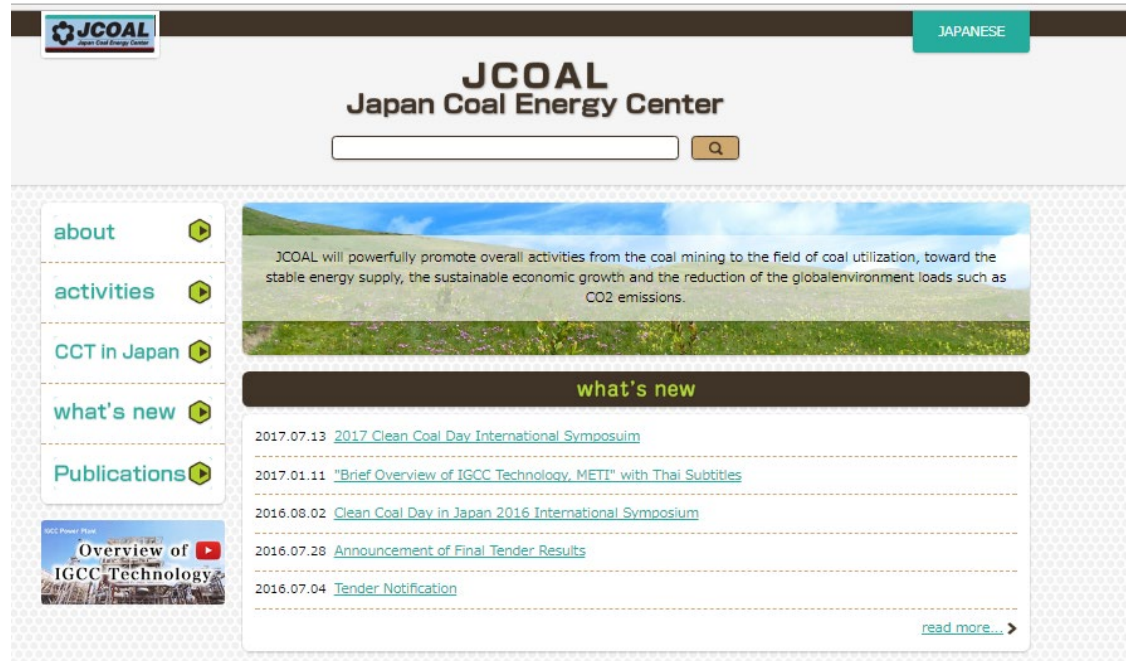 JCOAL
Japan Coal Energy Center
JAPANESE
JCOAL
Japan Coal Energy Center
about
activities
CCT in Japan
what's new
Publications
IGCC Power Plant
Overview of
IGCC Technology
JCOAL will powerfully promote overall activities from the coal mining to the field of coal utilization, toward the
stable energy supply, the sustainable economic growth and the reduction of the globalenvironment loads such as
CO2 emissions.
what's new
2017.07.13 2017 Clean Coal Day International Symposuim
2017.01.11 "Brief Overview of IGCC Technology, METI" with Thai Subtitles
2016.08.02 Clean Coal Day in Japan 2016 International Symposium
2016.07.28 Announcement of Final Tender Results
2016.07.04 Tender Notification
read more...